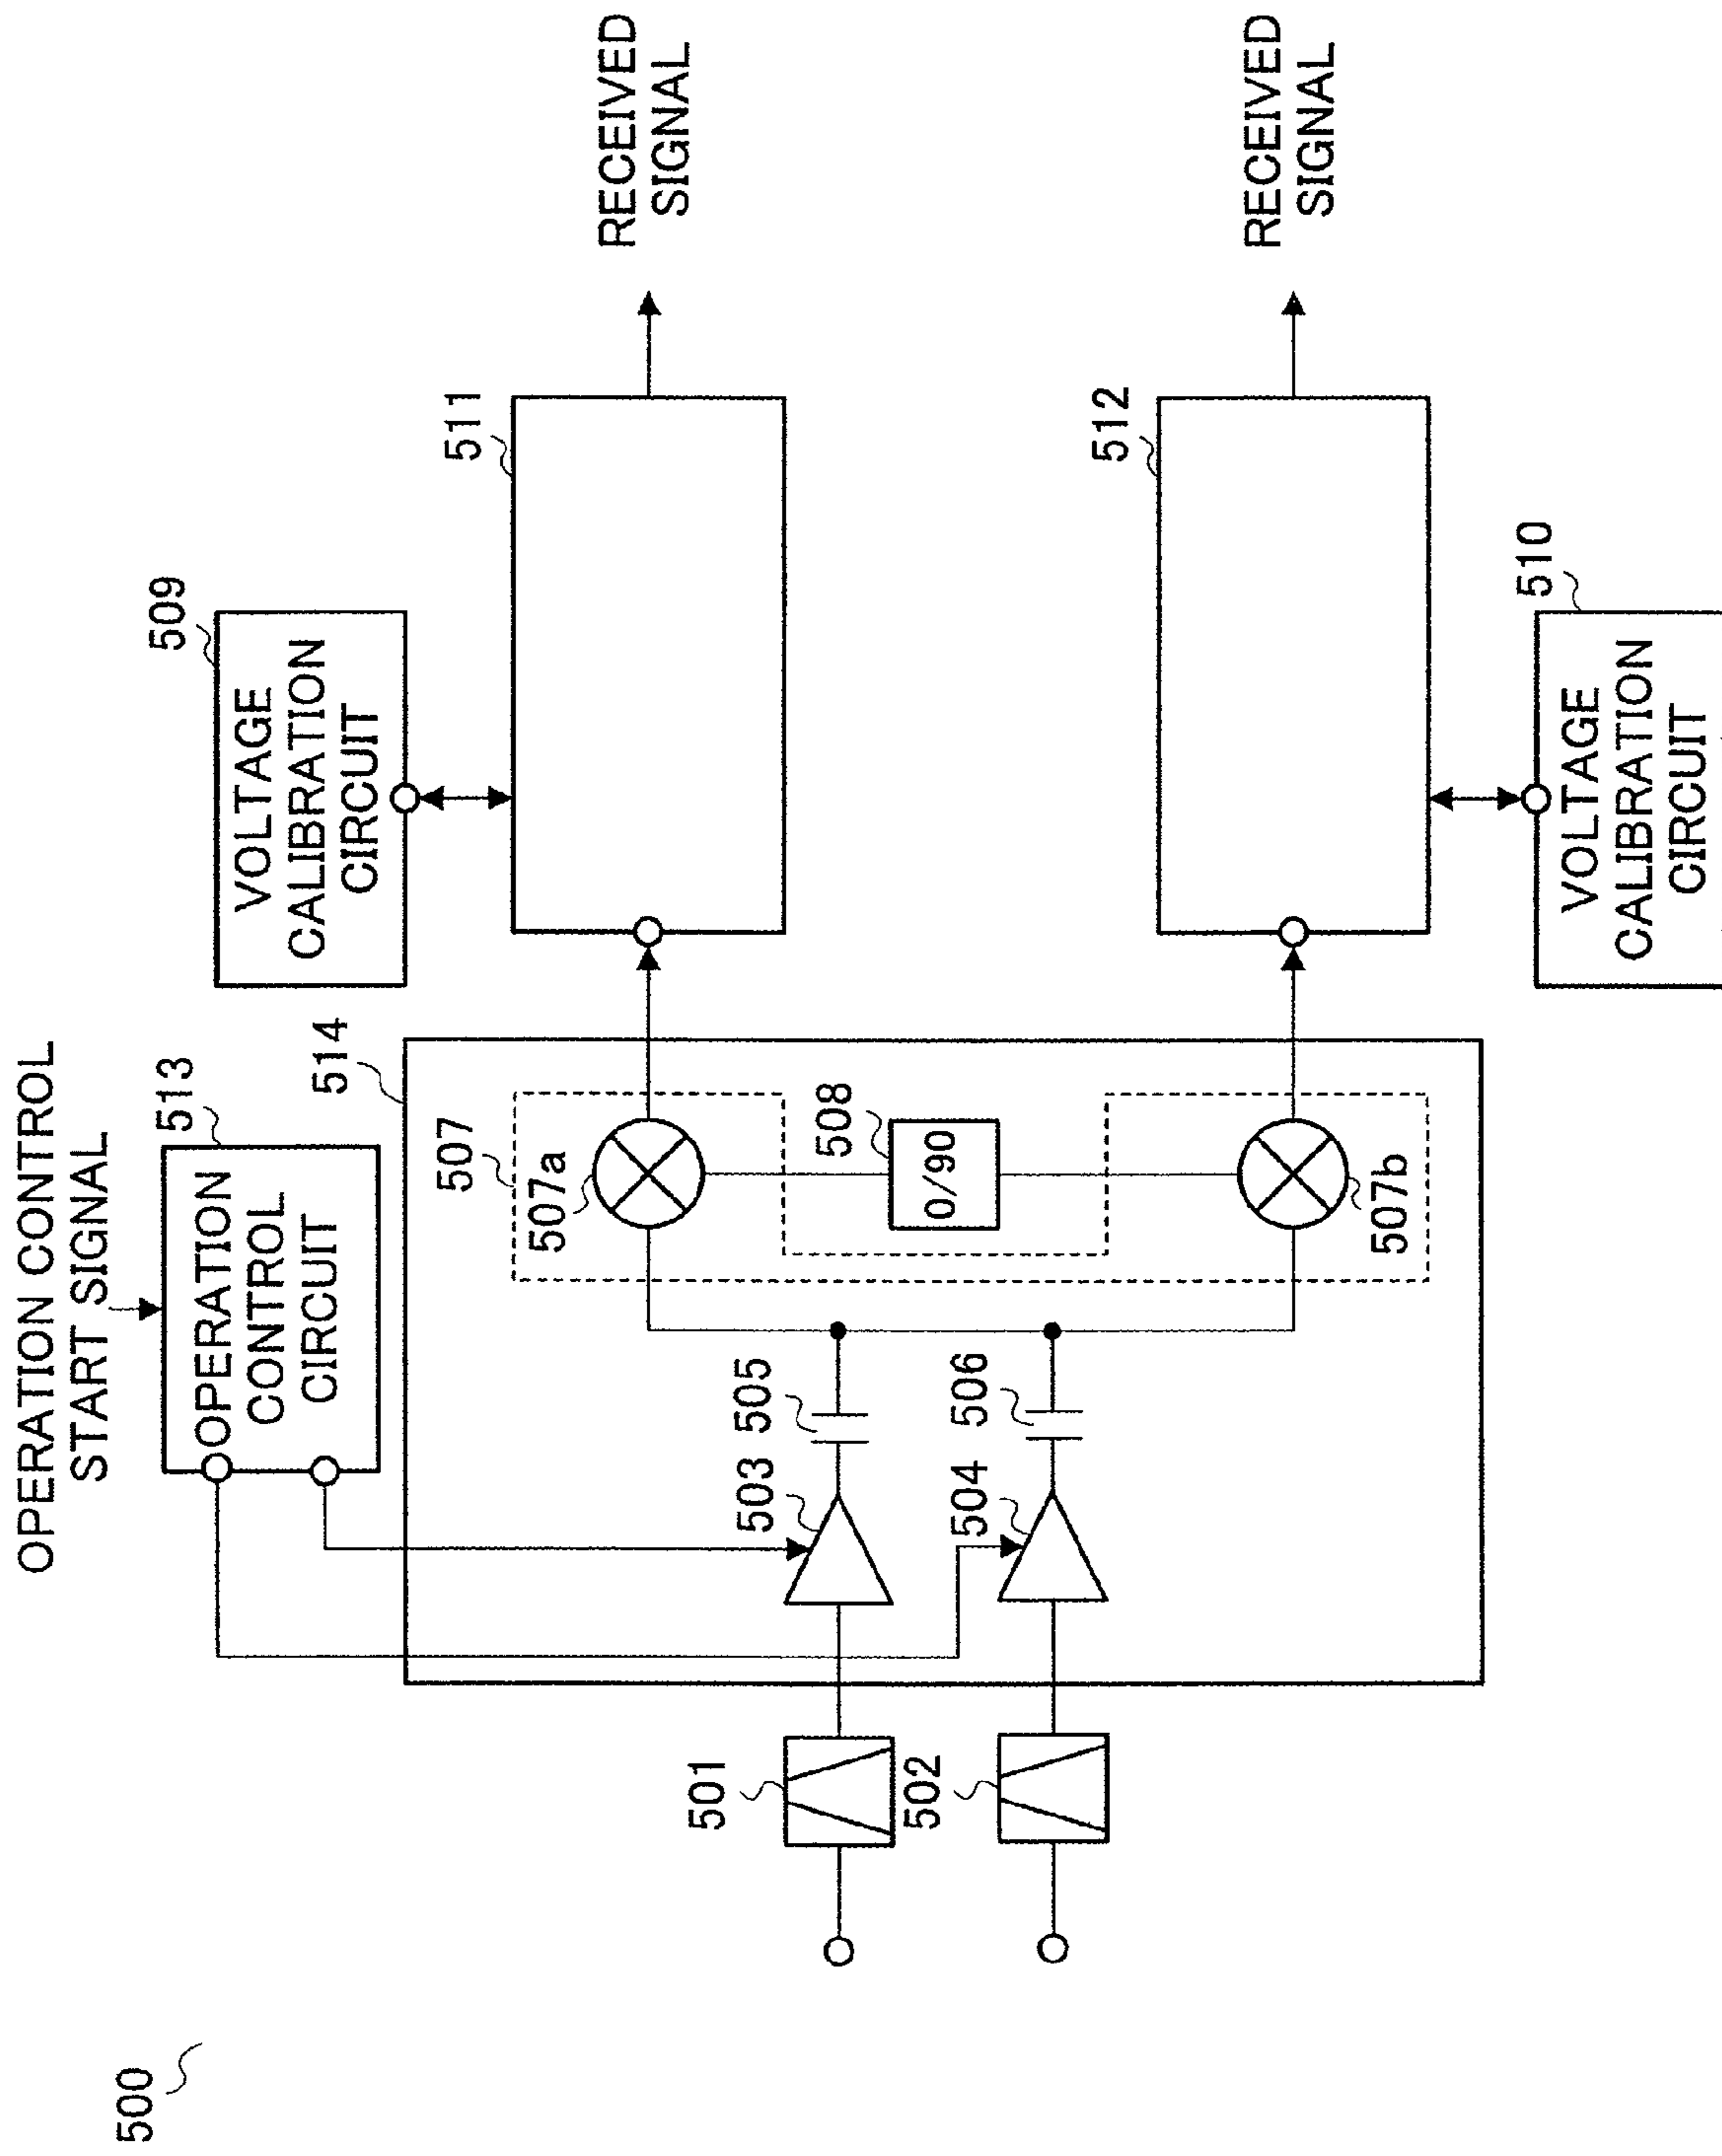 500
OPERATION CONTROL
START SIGNAL
513
OPERATION
CONTROL
CIRCUIT
514
509
VOLTAGE
CALIBRATION
CIRCUIT
511
RECEIVED
SIGNAL
507
507a
508
0/90
507b
501
502
503
504
505
506
512
RECEIVED
SIGNAL
510
VOLTAGE
CALIBRATION
CIRCUIT